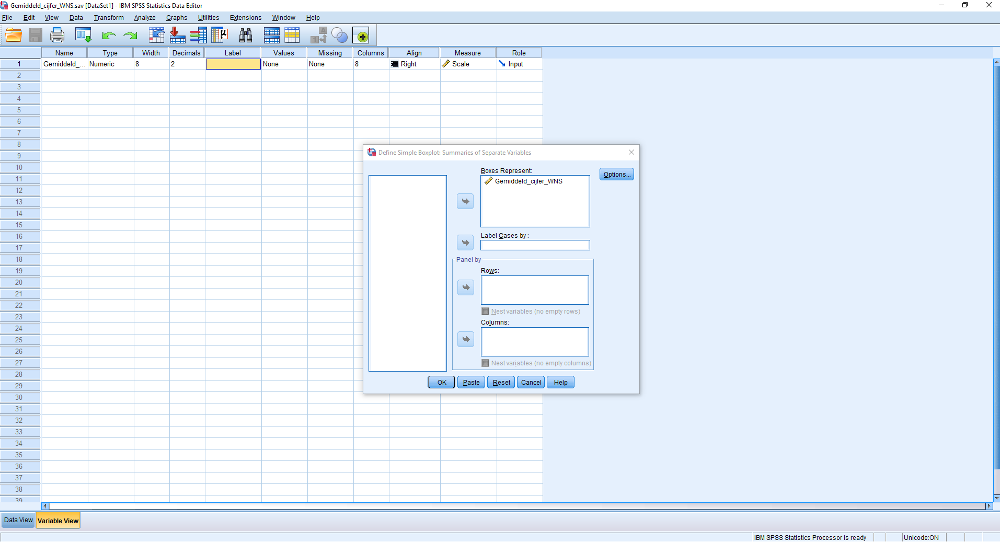 Gemiddeld_cijfer_WNS.sav [DataSet1] - IBM SPSS Statistics Data Editor
File Edit View Data Transform Analyze Graphs Utilities Extensions Window Help
Name Type Width Decimals Label Values Missing Columns Align Measure Role
1 Gemiddeld_... Numeric 8 2 None None 8 Right Scale Input
2
3
4
5
6
7
8
9
10
11
12
13
14
15
16
17
18
19
20
21
22
23
24
25
26
27
28
29
30
31
32
33
34
35
36
37
38
39
Define Simple Boxplot: Summaries of Separate Variables
Boxes Represent:
Options...
Gemiddeld_cijfer_WNS
Label Cases by:
Panel by
Rows:
Nest variables (no empty rows)
Columns:
Nest variables (no empty columns)
OK Paste Reset Cancel Help
Data View Variable View
IBM SPSS Statistics Processor is ready Unicode:ON